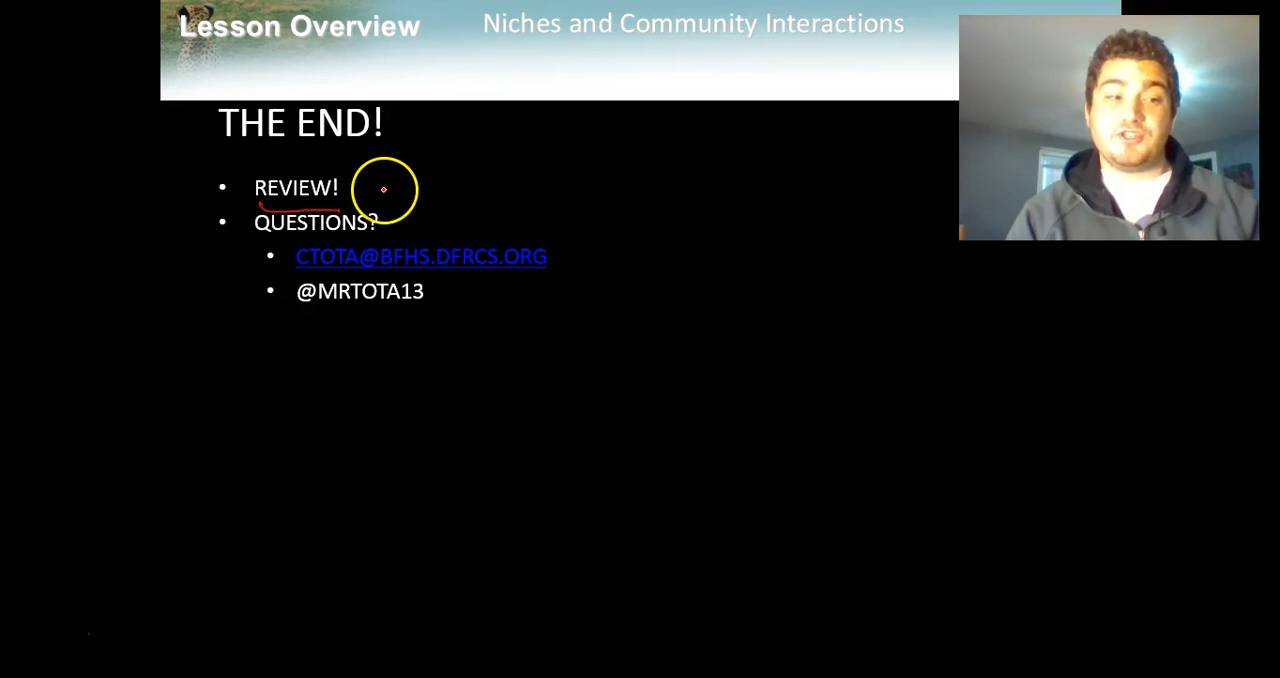 Lesson Overview
Niches and Community Interactions
THE END!
• REVIEW!
• QUESTIONS?
• CTOTA@BFHS.DFRCS.ORG
• @MRTOTA13